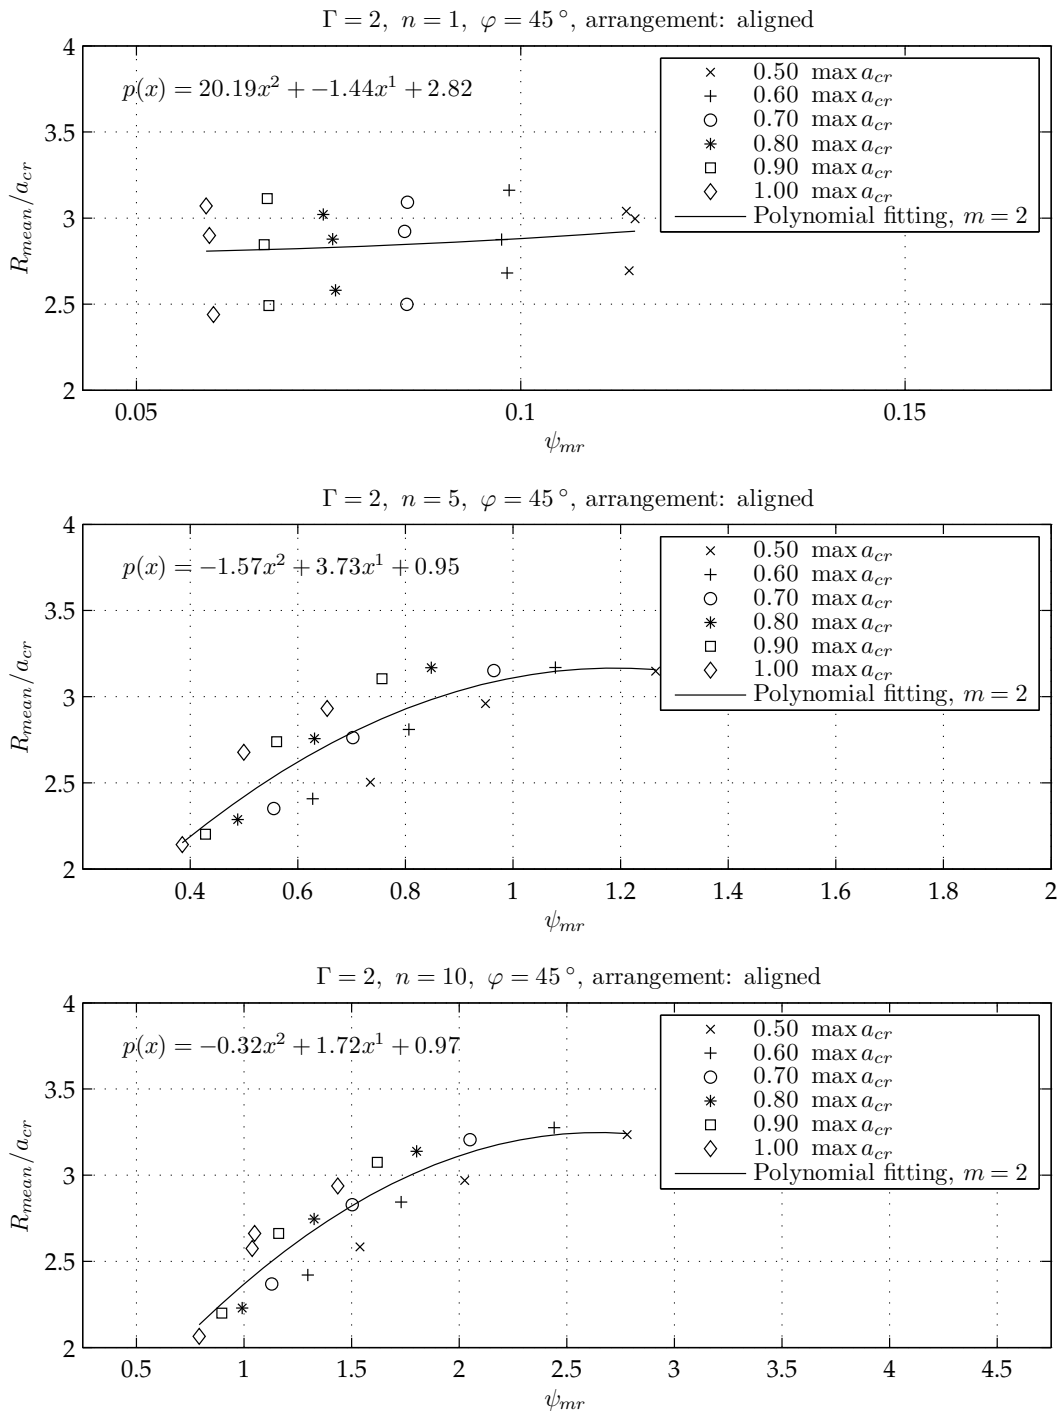 Γ = 2, n = 1, φ = 45°, arrangement: aligned
4
p(x) = 20.19x² + −1.44x¹ + 2.82
0.50 max a_cr
0.60 max a_cr
0.70 max a_cr
0.80 max a_cr
0.90 max a_cr
1.00 max a_cr
Polynomial fitting, m = 2
3.5
3
2.5
2
R_mean/a_cr
0.05 0.1 0.15
ψ_mr
Γ = 2, n = 5, φ = 45°, arrangement: aligned
4
p(x) = −1.57x² + 3.73x¹ + 0.95
0.50 max a_cr
0.60 max a_cr
0.70 max a_cr
0.80 max a_cr
0.90 max a_cr
1.00 max a_cr
Polynomial fitting, m = 2
3.5
3
2.5
2
R_mean/a_cr
0.4 0.6 0.8 1 1.2 1.4 1.6 1.8 2
ψ_mr
Γ = 2, n = 10, φ = 45°, arrangement: aligned
4
p(x) = −0.32x² + 1.72x¹ + 0.97
0.50 max a_cr
0.60 max a_cr
0.70 max a_cr
0.80 max a_cr
0.90 max a_cr
1.00 max a_cr
Polynomial fitting, m = 2
3.5
3
2.5
2
R_mean/a_cr
0.5 1 1.5 2 2.5 3 3.5 4 4.5
ψ_mr